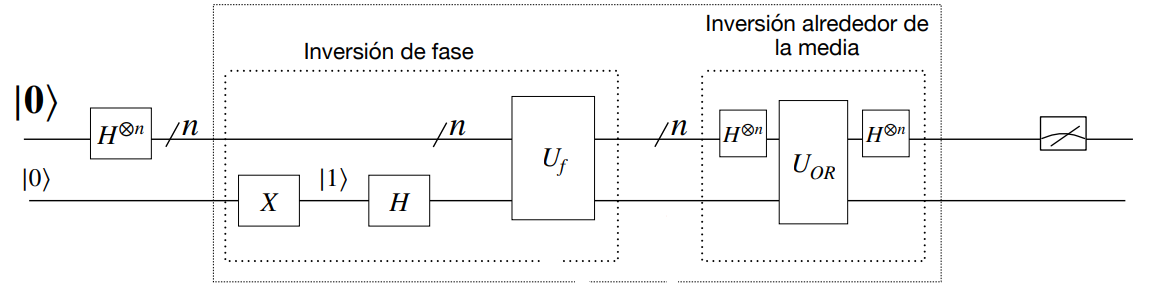 Inversión de fase
Inversión alrededor de
la media
|0⟩
H⊗n
n
n
n
H⊗n
H⊗n
U_f
U_OR
|0⟩
X
|1⟩
H